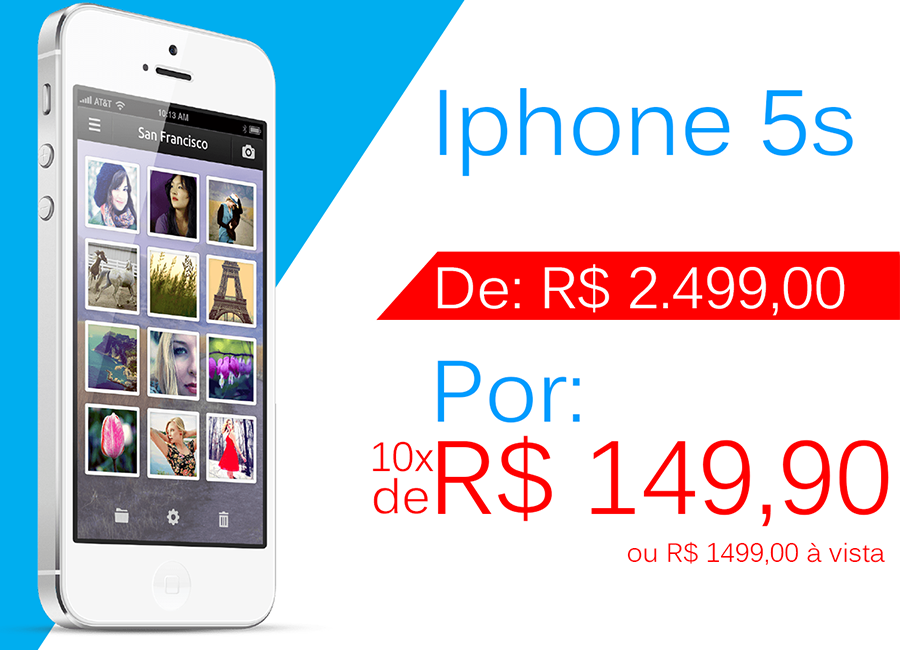 AT&T
10:13 AM
San Francisco
Iphone 5s
De: R$ 2.499,00
Por:
10x
de R$ 149,90
ou R$ 1499,00 à vista